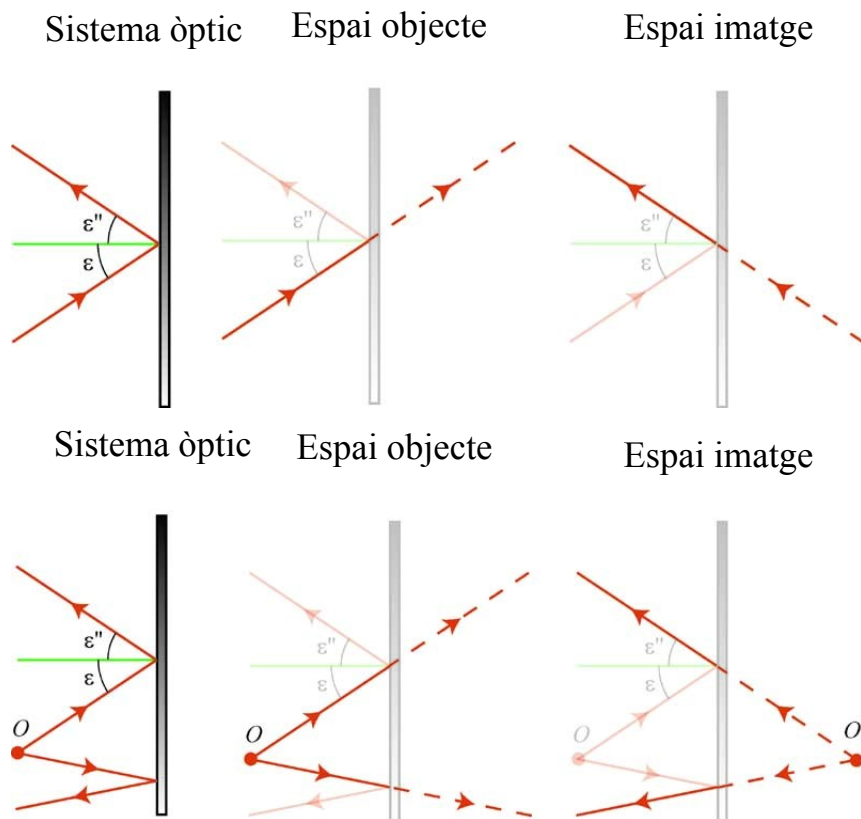 Sistema òptic Espai objecte Espai imatge
ε" ε" ε"
ε ε ε
Sistema òptic Espai objecte Espai imatge
ε" ε" ε"
ε ε ε
O O O O